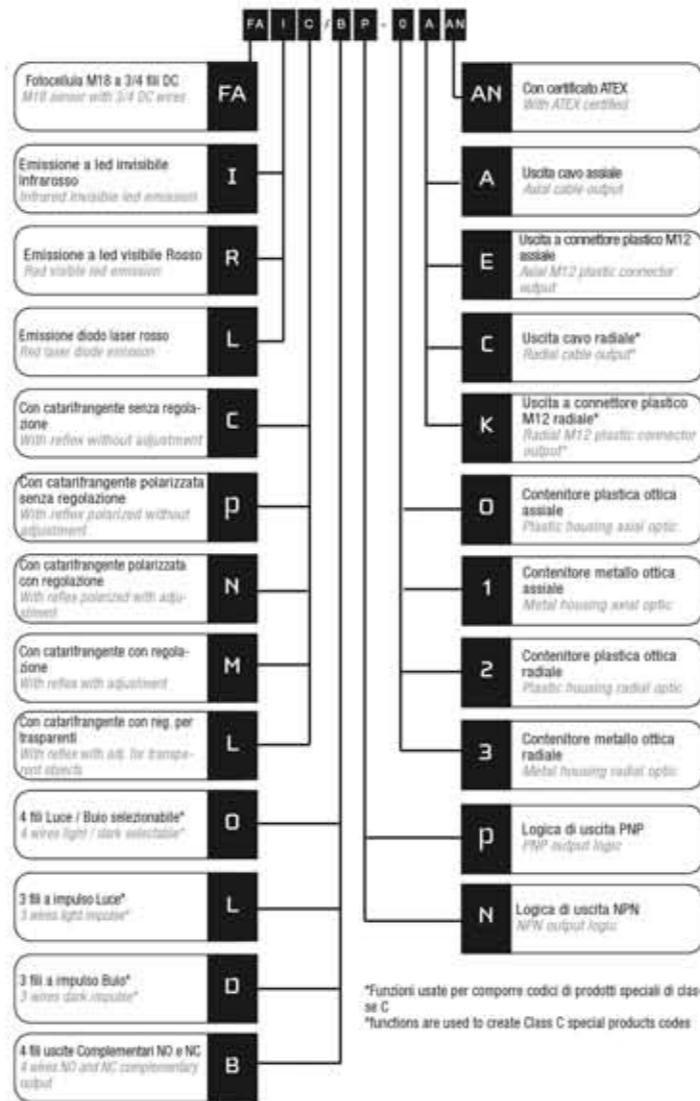 FA I C / B P - 0 A AN
Fotocellula M18 a 3/4 fili DC
M18 sensor with 3/4 DC wires
FA
Emissione a led invisibile
Infrarosso
Infrared invisible led emission
I
Emissione a led visibile Rosso
Red visible led emission
R
Emissione diodo laser rosso
Red laser diode emission
L
Con catarifrangente senza regola-
zione
With reflex without adjustment
C
Con catarifrangente polarizzata
senza regolazione
With reflex polarized without
adjustment
P
Con catarifrangente polarizzata
con regolazione
With reflex polarized with adju-
stment
N
Con catarifrangente con regola-
zione
With reflex with adjustment
M
Con catarifrangente con reg. per
trasparenti
With reflex with adj. for transpa-
rent objects
L
4 fili Luce / Buio selezionabile*
4 wires light / dark selectable*
O
3 fili a impulso Luce*
3 wires light impulse*
L
3 fili a impulso Buio*
3 wires dark impulse*
D
4 fili uscite Complementari NO e NC
4 wires NO and NC complementary
output
B
AN
Con certificato ATEX
With ATEX certified
A
Uscita cavo assiale
Axial cable output
E
Uscita a connettore plastico M12
assiale
Axial M12 plastic connector
output
C
Uscita cavo radiale*
Radial cable output*
K
Uscita a connettore plastico
M12 radiale*
Radial M12 plastic connector
output*
0
Contenitore plastica ottica
assiale
Plastic housing axial optic
1
Contenitore metallo ottica
assiale
Metal housing axial optic
2
Contenitore plastica ottica
radiale
Plastic housing radial optic
3
Contenitore metallo ottica
radiale
Metal housing radial optic
P
Logica di uscita PNP
PNP output logic
N
Logica di uscita NPN
NPN output logic
*Funzioni usate per comporre codici di prodotti speciali di clas-
se C
*functions are used to create Class C special products codes